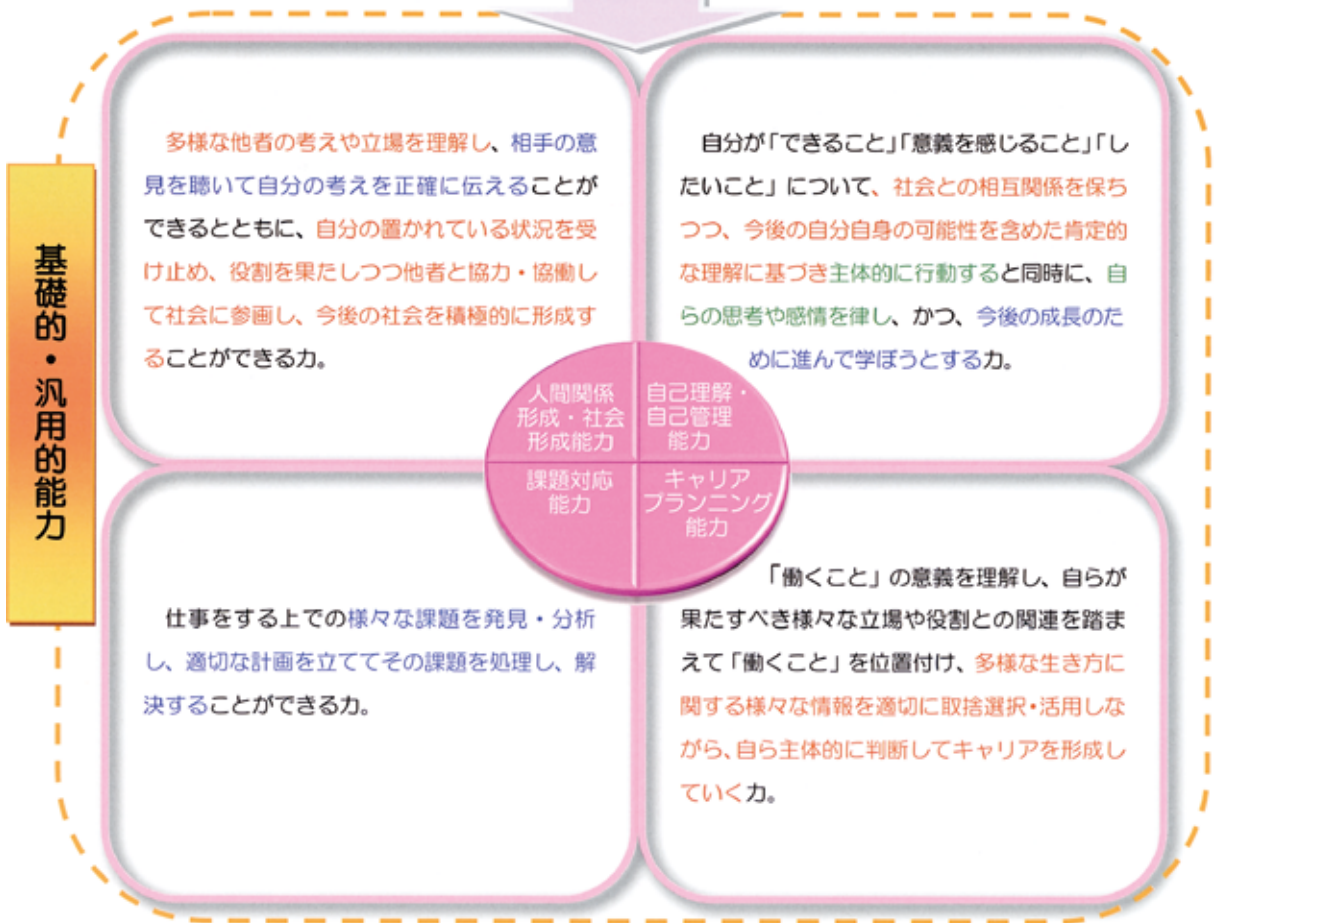 基礎的・汎用的能力
多様な他者の考えや立場を理解し、相手の意
見を聴いて自分の考えを正確に伝えることが
できるとともに、自分の置かれている状況を受
け止め、役割を果たしつつ他者と協力・協働し
て社会に参画し、今後の社会を積極的に形成す
ることができる力。
自分が「できること」「意義を感じること」「し
たいこと」について、社会との相互関係を保ち
つつ、今後の自分自身の可能性を含めた肯定的
な理解に基づき主体的に行動すると同時に、自
らの思考や感情を律し、かつ、今後の成長のた
めに進んで学ぼうとする力。
人間関係
形成・社会
形成能力
自己理解・
自己管理
能力
課題対応
能力
キャリア
プランニング
能力
仕事をする上での様々な課題を発見・分析
し、適切な計画を立ててその課題を処理し、解
決することができる力。
「働くこと」の意義を理解し、自らが
果たすべき様々な立場や役割との関連を踏ま
えて「働くこと」を位置付け、多様な生き方に
関する様々な情報を適切に取捨選択・活用しな
がら、自ら主体的に判断してキャリアを形成し
ていく力。